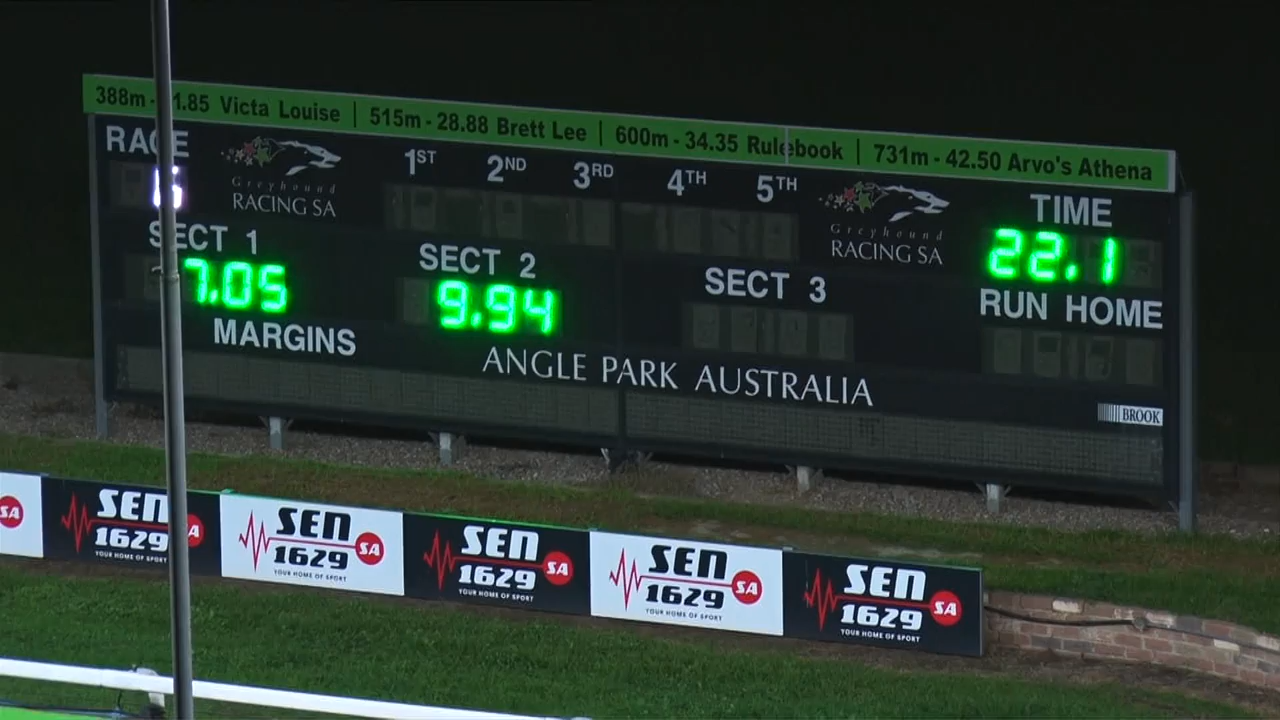 388m - 1.85 Victa Louise | 515m - 28.88 Brett Lee | 600m - 34.35 Rulebook | 731m - 42.50 Arvo's Athena
RACE
Greyhound
RACING SA
1ST 2ND 3RD 4TH 5TH
Greyhound
RACING SA
TIME
22.1
SECT 1
7.05
SECT 2
9.94
SECT 3
RUN HOME
MARGINS
ANGLE PARK AUSTRALIA
BROOK
SA
SEN
1629 A
YOUR HOME OF SPORT
SEN
1629 SA
YOUR HOME OF SPORT
SEN
1629 SA
YOUR HOME OF SPORT
SEN
1629 SA
YOUR HOME OF SPORT
SEN
1629 SA
YOUR HOME OF SPORT